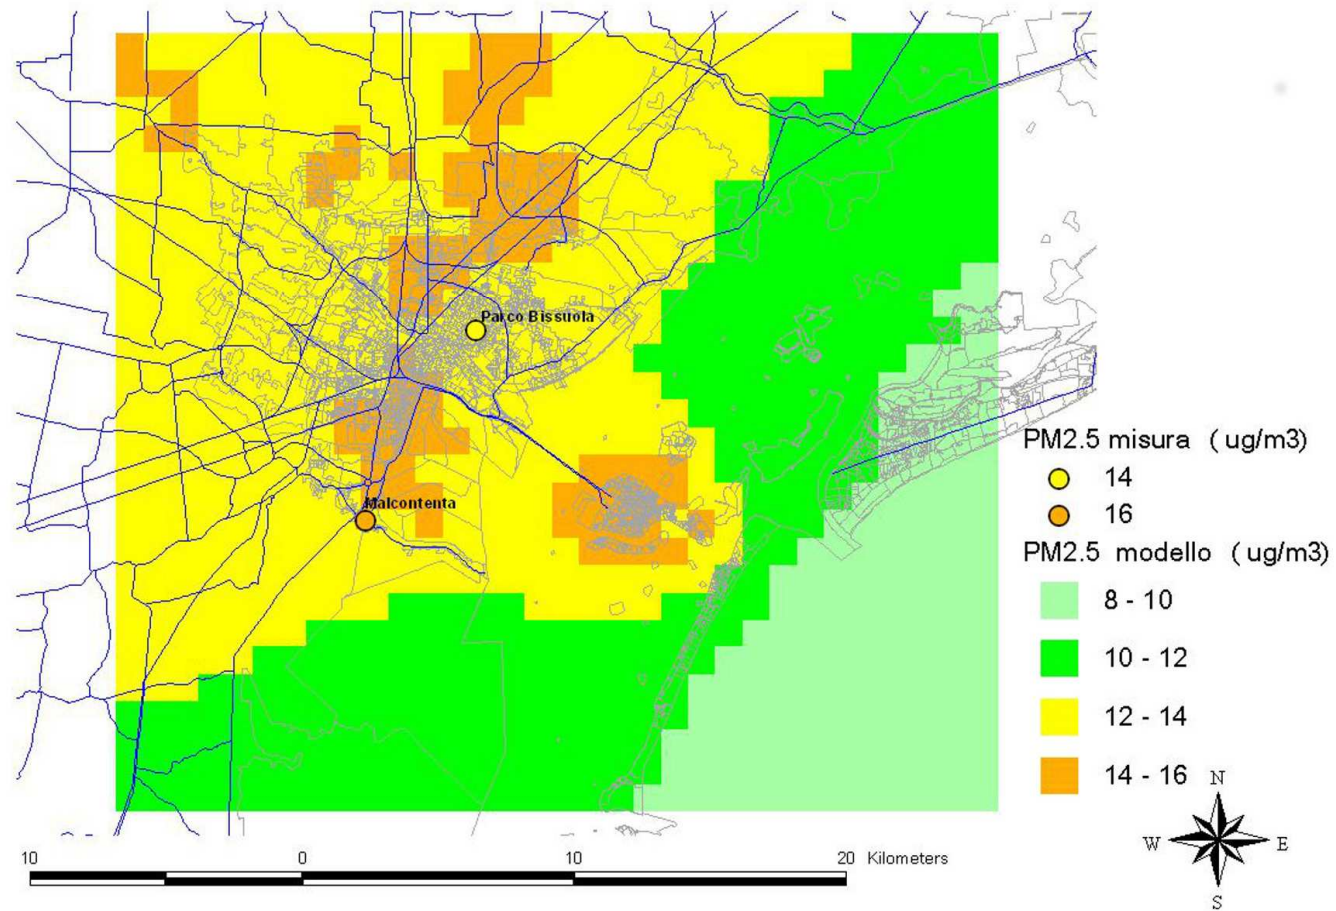 Parco Bissuola
Malcontenta
PM2.5 misura ( ug/m3)
14
16
PM2.5 modello ( ug/m3)
8 - 10
10 - 12
12 - 14
14 - 16
N
W
E
S
10 0 10 20 Kilometers